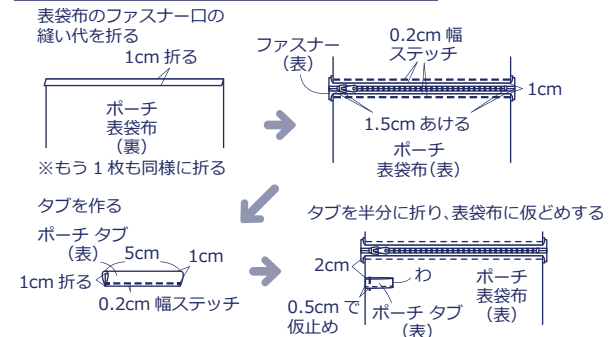 表袋布のファスナー口の
縫い代を折る
1cm 折る
ポーチ
表袋布
(裏)
※もう 1 枚も同様に折る
ファスナー
(表)
0.2cm 幅
ステッチ
1cm
1.5cm あける
ポーチ
表袋布(表)
タブを作る
ポーチ タブ
(表)
5cm
1cm
1cm 折る
0.2cm 幅ステッチ
タブを半分に折り、表袋布に仮どめする
2cm
わ
0.5cm で
仮止め
ポーチ タブ
(表)
ポーチ
表袋布
(表)